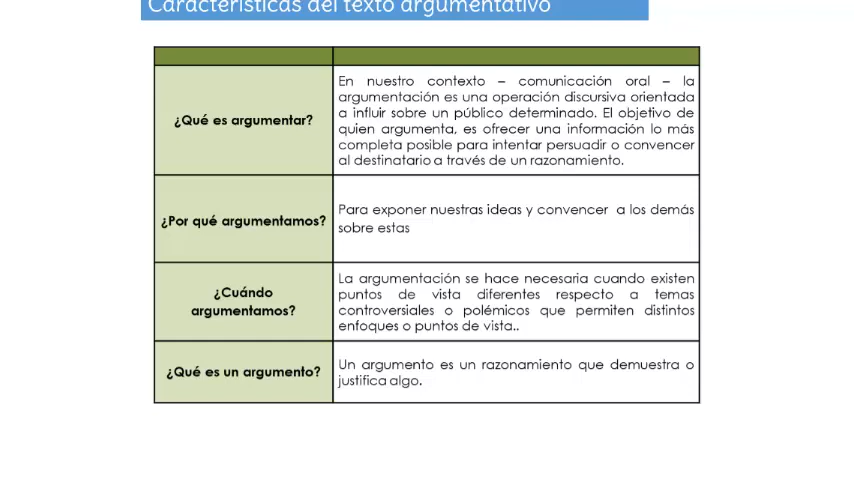 Características del texto argumentativo
¿Qué es argumentar?
En nuestro contexto – comunicación oral – la
argumentación es una operación discursiva orientada
a influir sobre un público determinado. El objetivo de
quien argumenta, es ofrecer una información lo más
completa posible para intentar persuadir o convencer
al destinatario a través de un razonamiento.
¿Por qué argumentamos?
Para exponer nuestras ideas y convencer a los demás
sobre estas
¿Cuándo
argumentamos?
La argumentación se hace necesaria cuando existen
puntos de vista diferentes respecto a temas
controversiales o polémicos que permiten distintos
enfoques o puntos de vista..
¿Qué es un argumento?
Un argumento es un razonamiento que demuestra o
justifica algo.